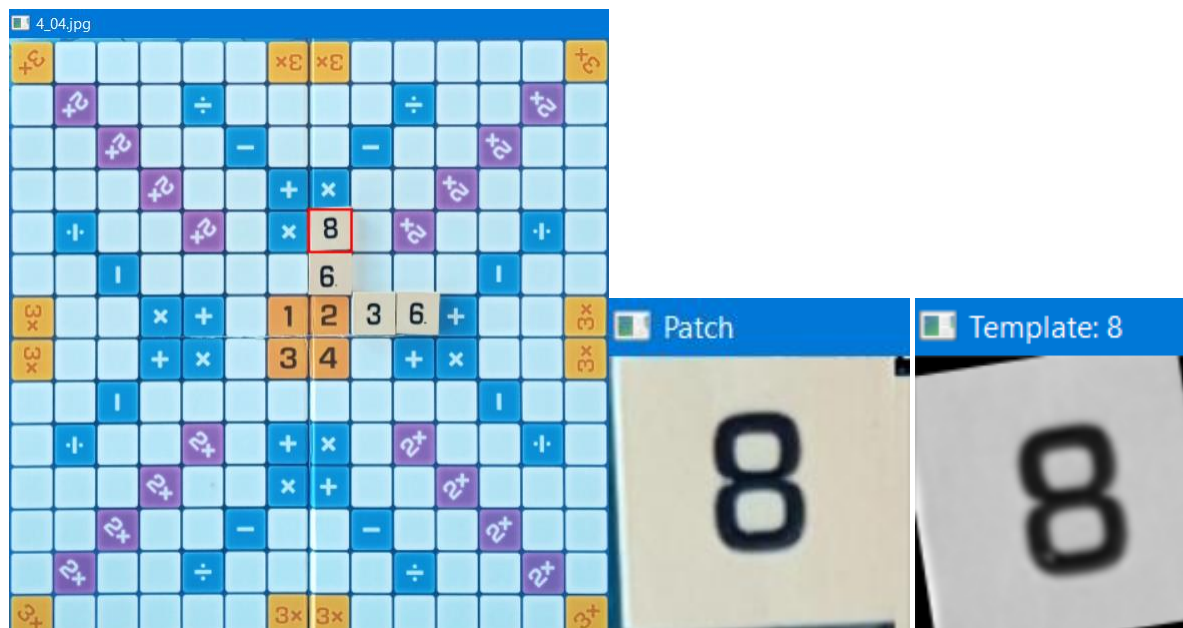 4_04.jpg
3+ 3× 3× 3+
2+ ÷ ÷ 2+
2+ − − 2+
2+ + × 2+
÷ 2+ × 8 2+ ÷
− 6. −
3× × + 1 2 3 6. + 3×
3× + × 3 4 + × 3×
− −
÷ 2+ + × 2+ ÷
2+ × + 2+
2+ − − 2+
2+ ÷ ÷ 2+
3+ 3× 3× 3+
Patch
8
Template: 8
8